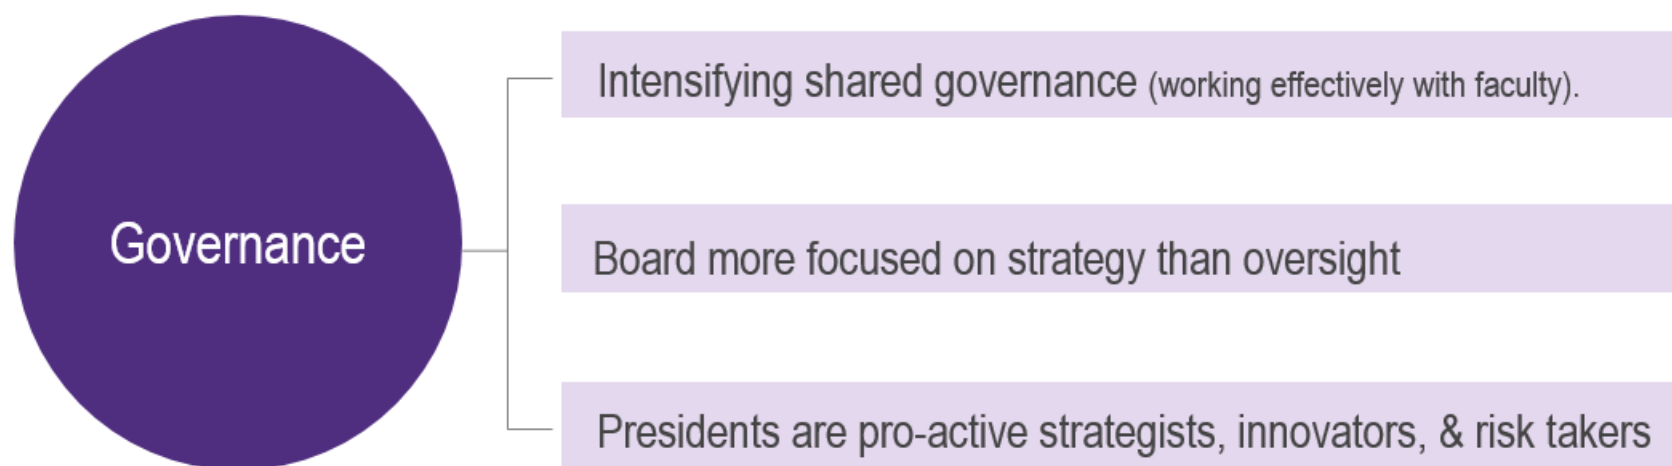 Governance
Intensifying shared governance (working effectively with faculty).
Board more focused on strategy than oversight
Presidents are pro-active strategists, innovators, & risk takers